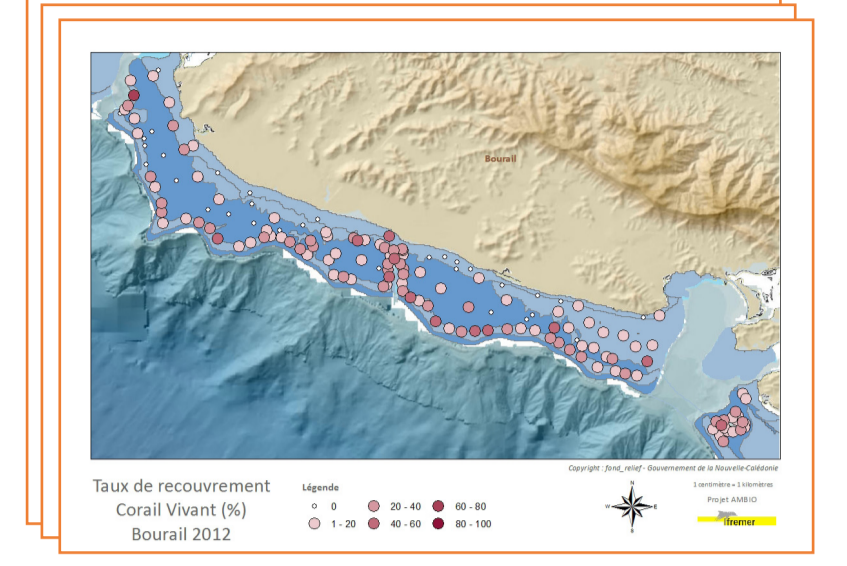 Bourail
Copyright : fond_relief - Gouvernement de la Nouvelle-Calédonie
Taux de recouvrement
Corail Vivant (%)
Bourail 2012
Légende
0
20 - 40
60 - 80
1 - 20
40 - 60
80 - 100
N
W
E
S
1 centimètre = 1 kilomètres
Projet AMBIO
Ifremer